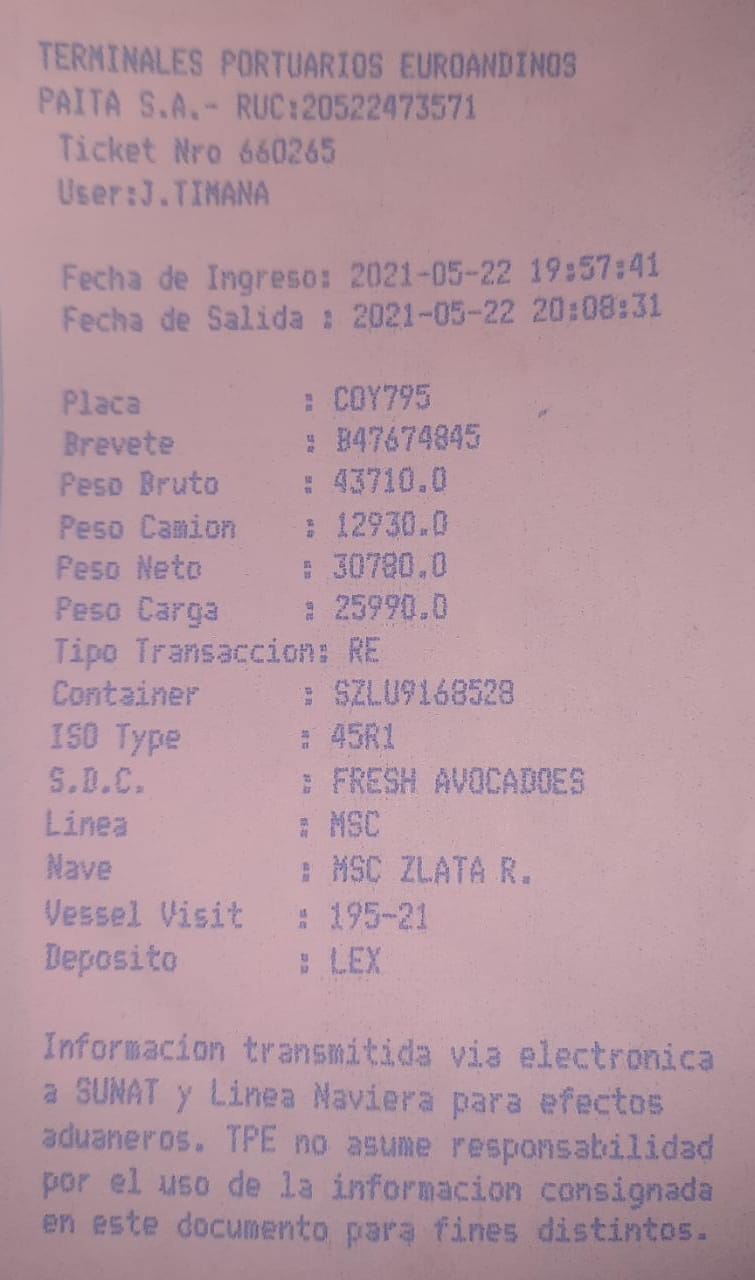 TERMINALES PORTUARIOS EUROANDINOS
PAITA S.A.- RUC:20522473571
Ticket Nro 660265
User:J.TIMANA
Fecha de Ingreso: 2021-05-22 19:57:41
Fecha de Salida : 2021-05-22 20:08:31
Placa : COY795
Brevete : B47674845
Peso Bruto : 43710.0
Peso Camion : 12930.0
Peso Neto : 30780.0
Peso Carga : 25990.0
Tipo Transaccion: RE
Container : SZLU9168528
ISO Type : 45R1
S.D.C. : FRESH AVOCADOES
Linea : MSC
Nave : MSC ZLATA R.
Vessel Visit : 195-21
Deposito : LEX
Informacion transmitida via electronica
a SUNAT y Linea Naviera para efectos
aduaneros. TPE no asume responsabilidad
por el uso de la informacion consignada
en este documento para fines distintos.